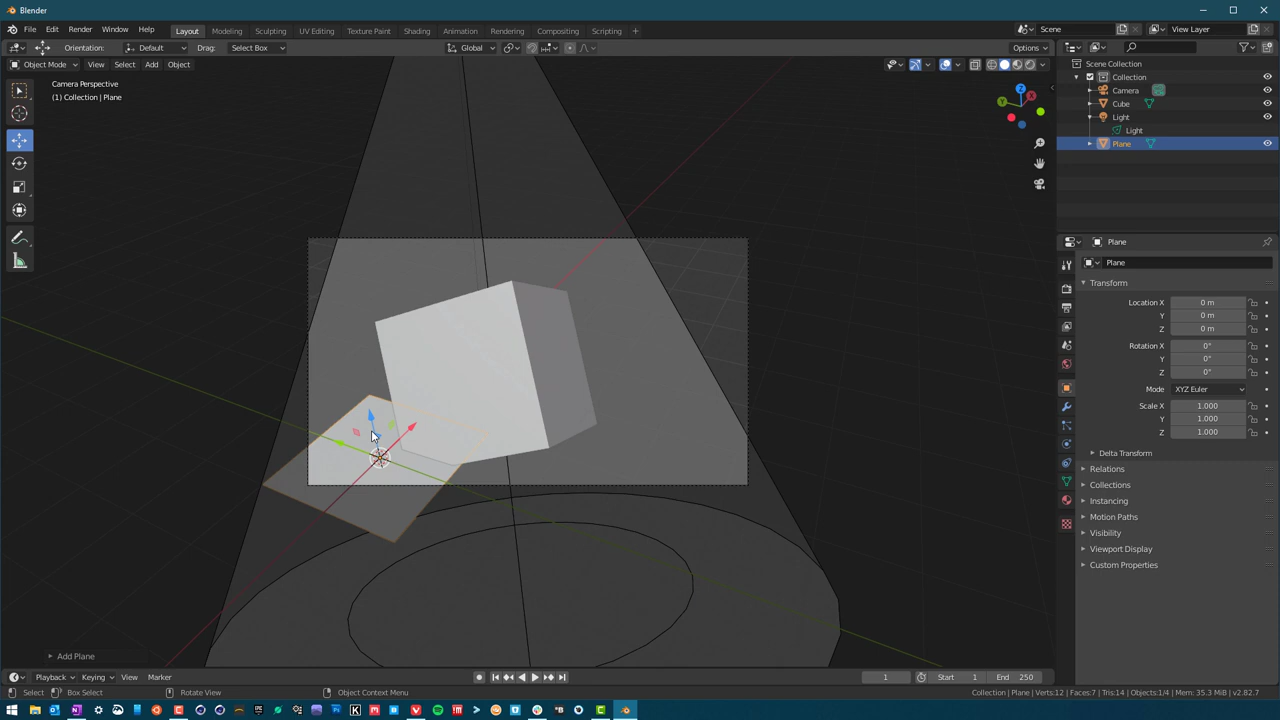 Blender
File Edit Render Window Help
Layout Modeling Sculpting UV Editing Texture Paint Shading Animation Rendering Compositing Scripting
Scene
View Layer
Orientation: Default Drag: Select Box
Global
Options
Object Mode View Select Add Object
Camera Perspective
(1) Collection | Plane
Scene Collection
Collection
Camera
Cube
Light
Light
Plane
Plane
Plane
Transform
Location X 0 m
Y 0 m
Z 0 m
Rotation X 0°
Y 0°
Z 0°
Mode XYZ Euler
Scale X 1.000
Y 1.000
Z 1.000
Delta Transform
Relations
Collections
Instancing
Motion Paths
Visibility
Viewport Display
Custom Properties
Add Plane
Playback Keying View Marker
1
Start 1
End 250
Select Box Select Rotate View Object Context Menu
Collection | Plane | Verts:12 | Faces:7 | Tris:14 | Objects:1/4 | Mem: 35.3 MiB | v2.82.7